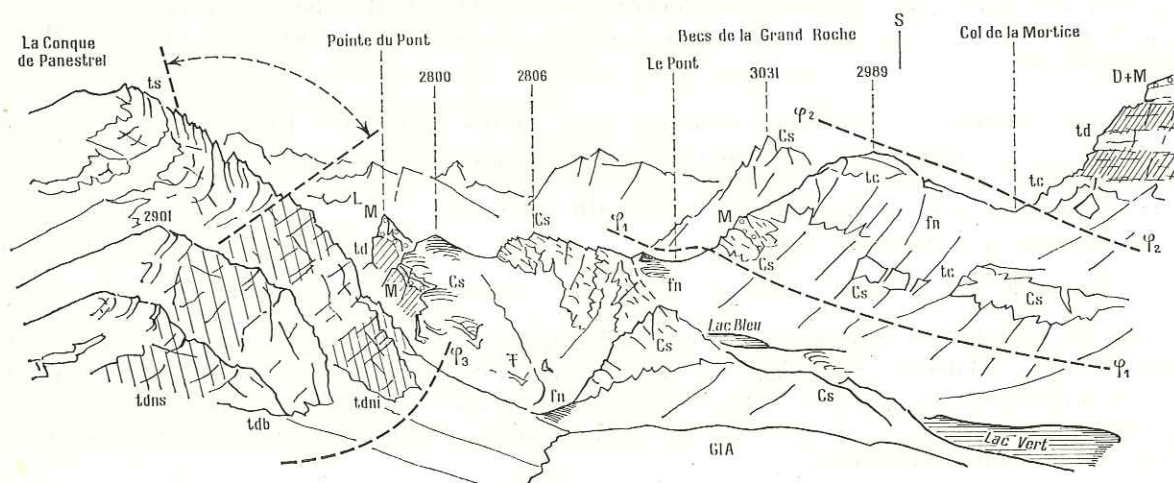 La Conque
de Panestrel
Pointe du Pont
Becs de la Grand Roche
S
Col de la Mortice
2800
2806
Le Pont
3031
2989
D+M
ts
φ2
td
Cs
tc
tc
2901
L
M
Cs
φ1
M
fn
td
Cs
Cs
φ2
M
fn
tc
Cs
Cs
Lac Bleu
φ3
Cs
φ1
tdns
tdni
fn
Cs
tdb
GIA
Lac Vert